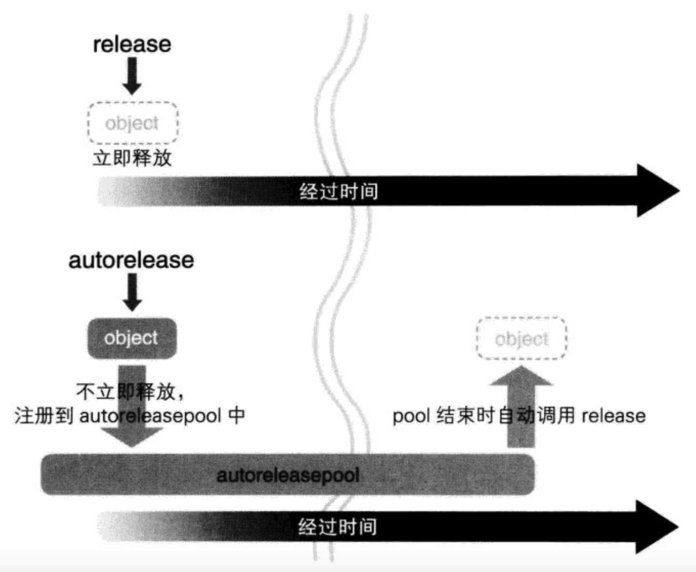 release
object
立即释放
经过时间
autorelease
object
object
不立即释放，
注册到 autoreleasepool 中
pool 结束时自动调用 release
autoreleasepool
经过时间